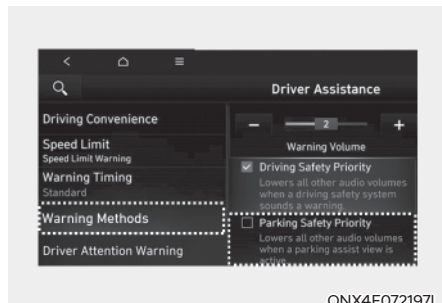 Driver Assistance
Driving Convenience
Speed Limit
Speed Limit Warning
Warning Timing
Standard
Warning Methods
Driver Attention Warning
2
Warning Volume
Driving Safety Priority
Lowers all other audio volumes
when a driving safety system
sounds a warning.
Parking Safety Priority
Lowers all other audio volumes
when a parking assist view is
active.
ONX4E072197L